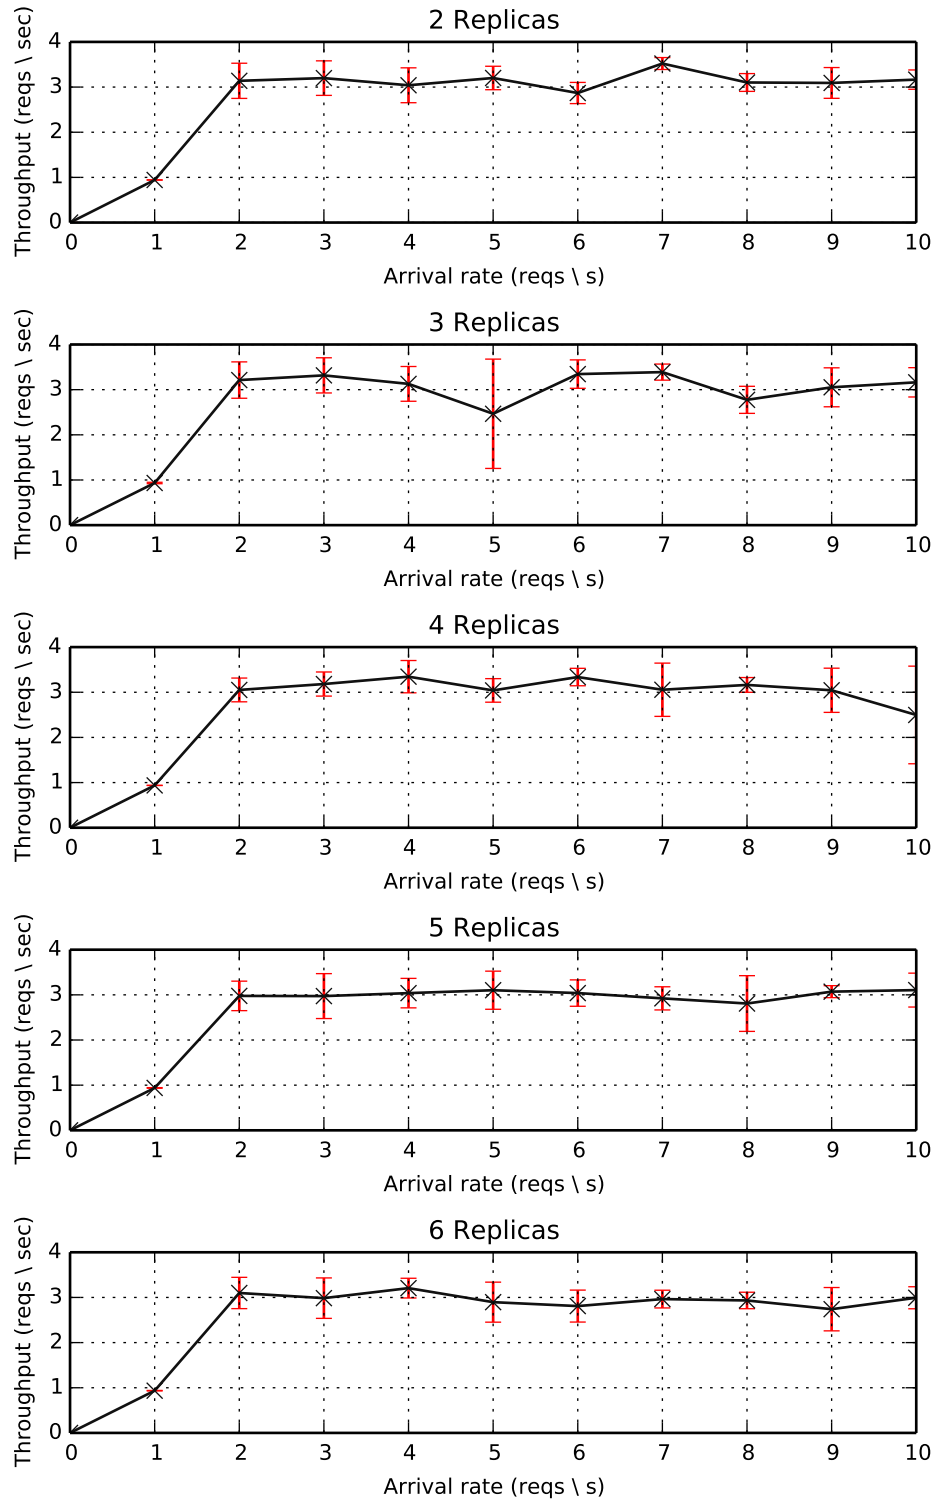 2 Replicas
Throughput (reqs \ sec)
4
3
2
1
0
0 1 2 3 4 5 6 7 8 9 10
Arrival rate (reqs \ s)
3 Replicas
Throughput (reqs \ sec)
4
3
2
1
0
0 1 2 3 4 5 6 7 8 9 10
Arrival rate (reqs \ s)
4 Replicas
Throughput (reqs \ sec)
4
3
2
1
0
0 1 2 3 4 5 6 7 8 9 10
Arrival rate (reqs \ s)
5 Replicas
Throughput (reqs \ sec)
4
3
2
1
0
0 1 2 3 4 5 6 7 8 9 10
Arrival rate (reqs \ s)
6 Replicas
Throughput (reqs \ sec)
4
3
2
1
0
0 1 2 3 4 5 6 7 8 9 10
Arrival rate (reqs \ s)